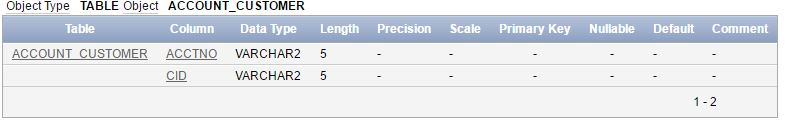 Object Type TABLE Object ACCOUNT_CUSTOMER
Table Column Data Type Length Precision Scale Primary Key Nullable Default Comment
ACCOUNT_CUSTOMER ACCTNO VARCHAR2 5 - - - - - -
CID VARCHAR2 5 - - - - - -
1 - 2